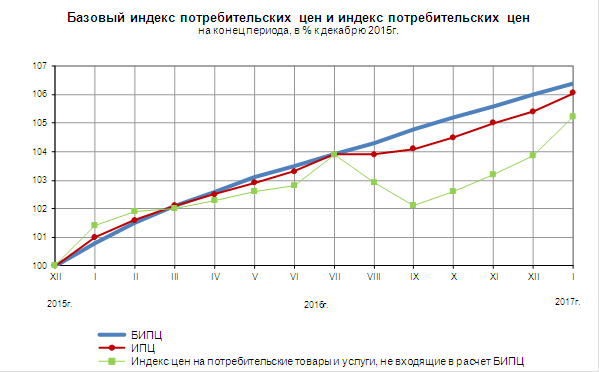 Базовый индекс потребительских цен и индекс потребительских цен
на конец периода, в % к декабрю 2015г.
107
106
105
104
103
102
101
100
XII I II III IV V VI VII VIII IX X XI XII I
2015г. 2016г. 2017г.
БИПЦ
ИПЦ
Индекс цен на потребительские товары и услуги, не входящие в расчет БИПЦ